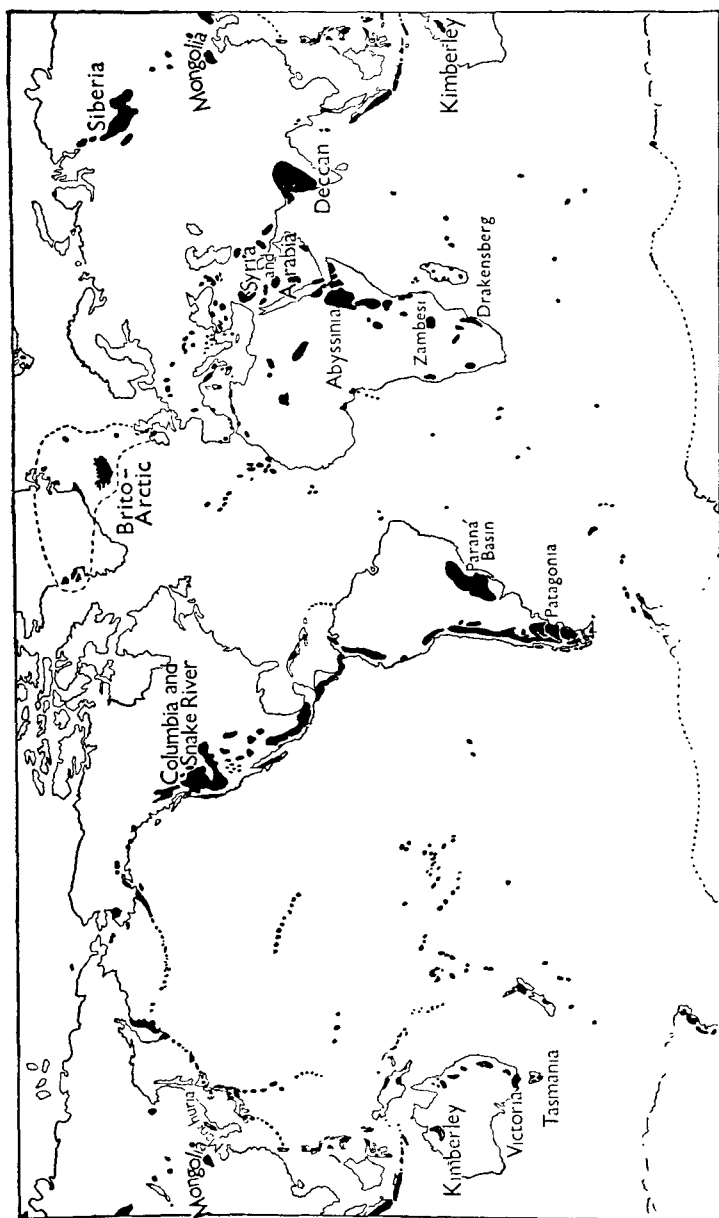 Mongolia
huria
Kimberley
Victoria
Tasmania
Columbia and
Snake River
Brito-
Arctic
Paraná
Basin
Patagonia
Siberia
Mongolia
Syria
and
Arabia
Deccan
Abyssinia
Zambesi
Drakensberg
Kimberley